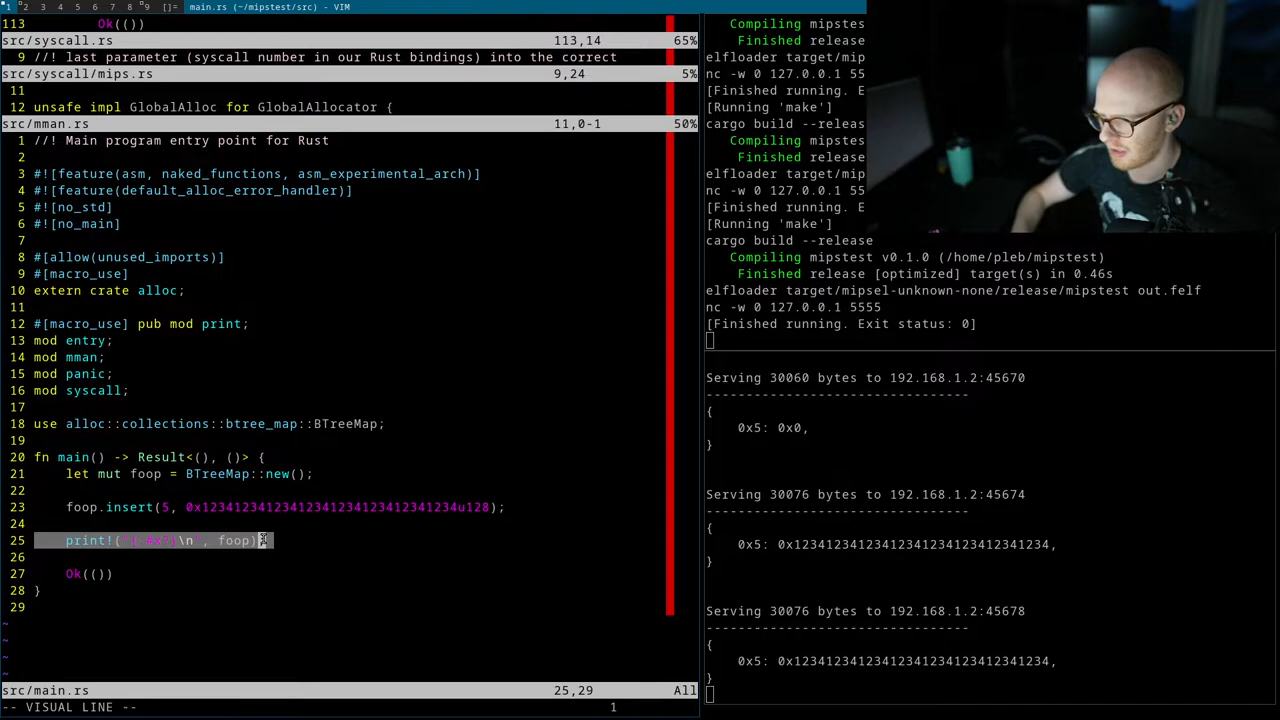 1 2 3 4 5 6 7 8 9 []= main.rs (~/mipstest/src) - VIM
113 Ok(())
src/syscall.rs 113,14 65%
9 //! last parameter (syscall number in our Rust bindings) into the correct
src/syscall/mips.rs 9,24 5%
11
12 unsafe impl GlobalAlloc for GlobalAllocator {
src/mman.rs 11,0-1 50%
1 //! Main program entry point for Rust
2
3 #![feature(asm, naked_functions, asm_experimental_arch)]
4 #![feature(default_alloc_error_handler)]
5 #![no_std]
6 #![no_main]
7
8 #[allow(unused_imports)]
9 #[macro_use]
10 extern crate alloc;
11
12 #[macro_use] pub mod print;
13 mod entry;
14 mod mman;
15 mod panic;
16 mod syscall;
17
18 use alloc::collections::btree_map::BTreeMap;
19
20 fn main() -> Result<(), ()> {
21 let mut foop = BTreeMap::new();
22
23 foop.insert(5, 0x12341234123412341234123412341234u128);
24
25 print!("{:#x?}\n", foop);
26
27 Ok(())
28 }
29
~
~
~
~
src/main.rs 25,29 All
-- VISUAL LINE -- 1
Compiling mipstes
Finished release
elfloader target/mip
nc -w 0 127.0.0.1 55
[Finished running. E
[Running 'make']
cargo build --releas
Compiling mipstes
Finished release
elfloader target/mip
nc -w 0 127.0.0.1 55
[Finished running. E
[Running 'make']
cargo build --release
Compiling mipstest v0.1.0 (/home/pleb/mipstest)
Finished release [optimized] target(s) in 0.46s
elfloader target/mipsel-unknown-none/release/mipstest out.felf
nc -w 0 127.0.0.1 5555
[Finished running. Exit status: 0]
Serving 30060 bytes to 192.168.1.2:45670
---------------------------------
{
0x5: 0x0,
}
Serving 30076 bytes to 192.168.1.2:45674
---------------------------------
{
0x5: 0x12341234123412341234123412341234,
}
Serving 30076 bytes to 192.168.1.2:45678
---------------------------------
{
0x5: 0x12341234123412341234123412341234,
}